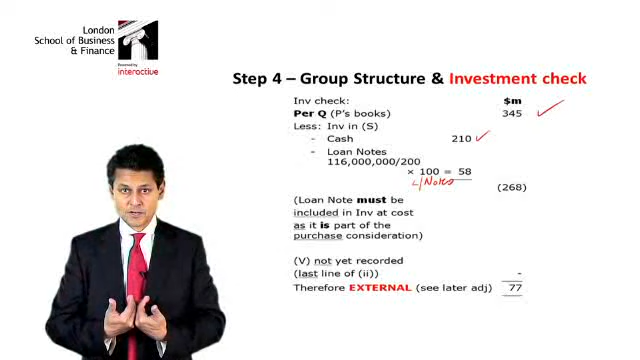 London
School of Business
& Finance
Powered by
interactive
Step 4 – Group Structure & Investment check
Inv check: $m
Per Q (P's books) 345
Less: Inv in (S)
- Cash 210
- Loan Notes
116,000,000/200
× 100 = 58
L/Notes
(268)
(Loan Note must be
included in Inv at cost
as it is part of the
purchase consideration)
(V) not yet recorded
(last line of (ii)) -
Therefore EXTERNAL (see later adj) 77